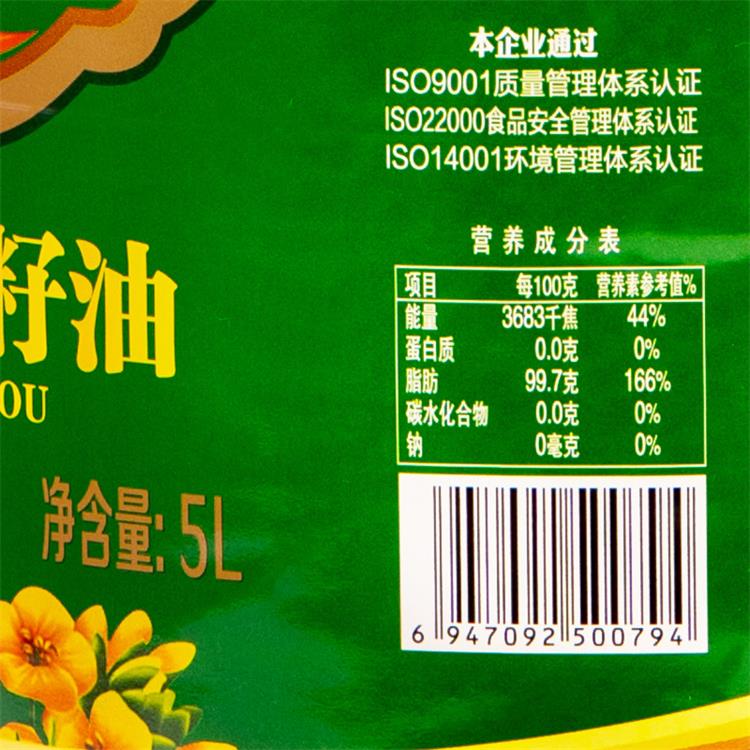 本企业通过
ISO9001质量管理体系认证
ISO22000食品安全管理体系认证
ISO14001环境管理体系认证
籽油
OU
营养成分表
项目 每100克 营养素参考值%
能量 3683千焦 44%
蛋白质 0.0克 0%
脂肪 99.7克 166%
碳水化合物 0.0克 0%
钠 0毫克 0%
净含量: 5L
6 947092 500794